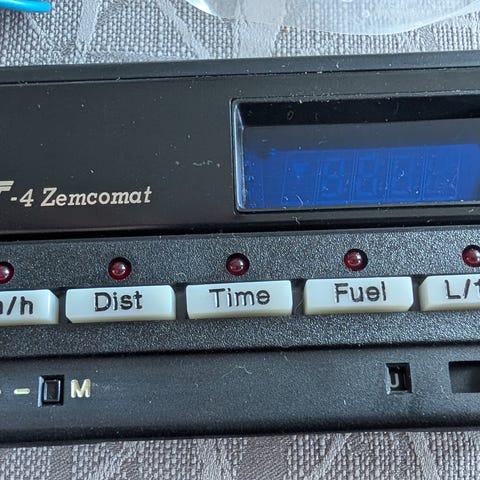 -4 Zemcomat
/h Dist Time Fuel L/
M